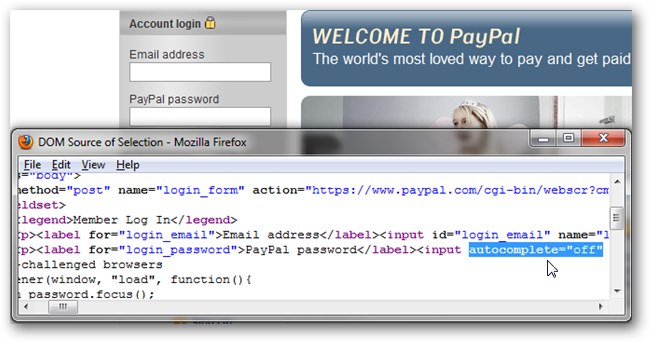 Account login
WELCOME TO PayPal
The world's most loved way to pay and get paid
Email address
PayPal password
DOM Source of Selection - Mozilla Firefox
File Edit View Help
="body">
method="post" name="login_form" action="https://www.paypal.com/cgi-bin/webscr?cm
eldset>
<legend>Member Log In</legend>
<p><label for="login_email">Email address</label><input id="login_email" name="l
<p><label for="login_password">PayPal password</label><input autocomplete="off"
-challenged browsers
ener(window, "load", function(){
password.focus();